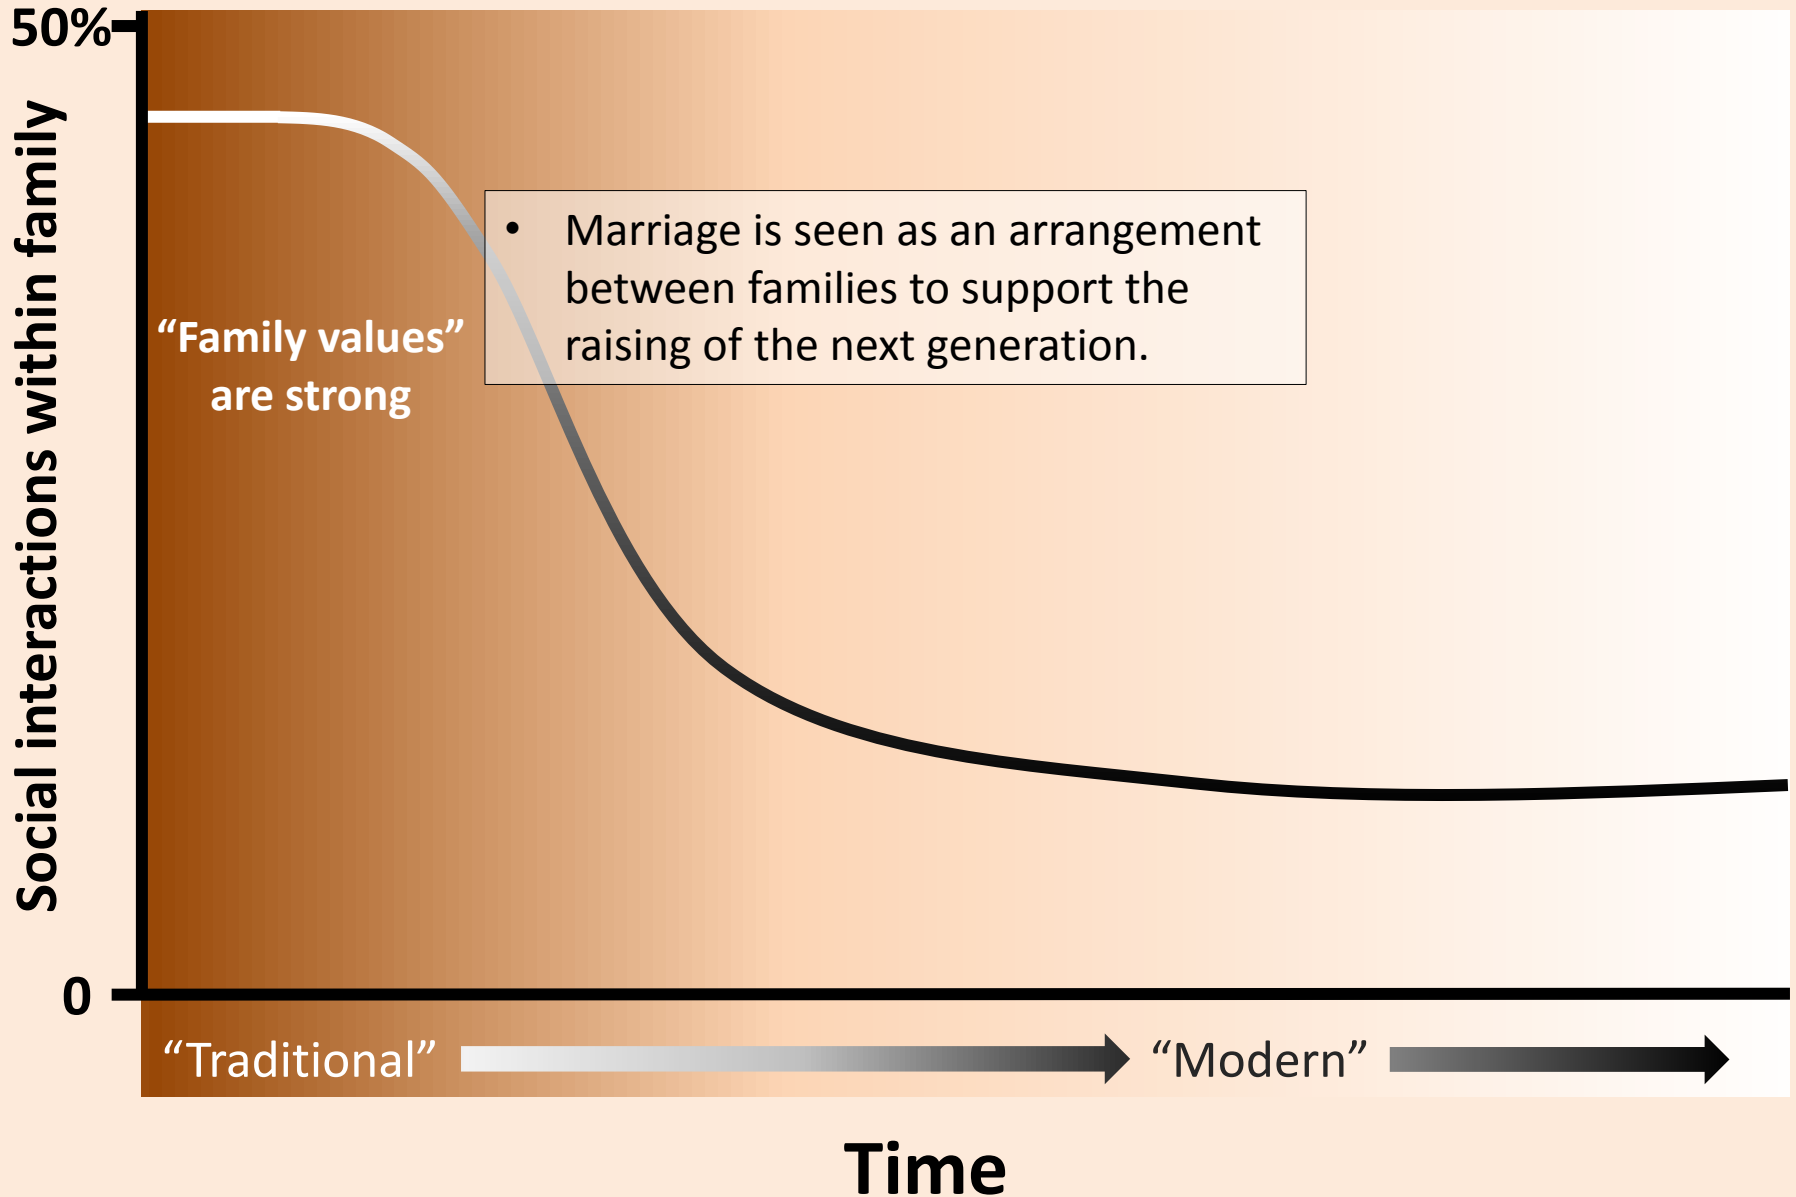 50%
Social interactions within family
• Marriage is seen as an arrangement
between families to support the
raising of the next generation.
“Family values”
are strong
0
“Traditional”
“Modern”
Time